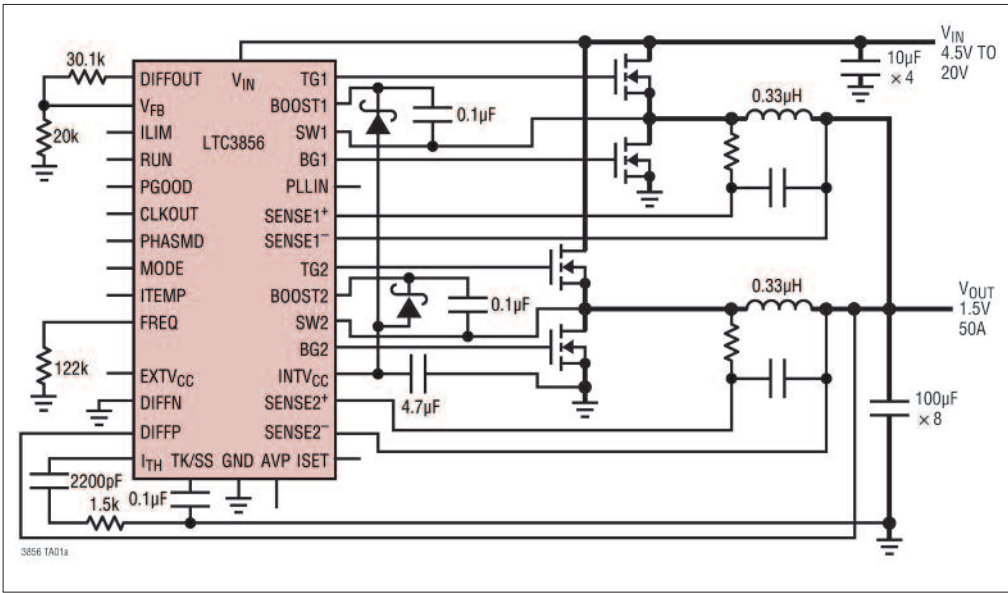 30.1k
20k
122k
2200pF
1.5k
0.1µF
DIFFOUT
VFB
ILIM
RUN
PGOOD
CLKOUT
PHASMD
MODE
ITEMP
FREQ
EXTVCC
DIFFN
DIFFP
ITH
TK/SS
GND
AVP
ISET
VIN
LTC3856
TG1
BOOST1
SW1
BG1
PLLIN
SENSE1+
SENSE1–
TG2
BOOST2
SW2
BG2
INTVCC
SENSE2+
SENSE2–
0.1µF
0.1µF
4.7µF
10µF
× 4
VIN
4.5V TO
20V
0.33µH
0.33µH
VOUT
1.5V
50A
100µF
× 8
3856 TA01a